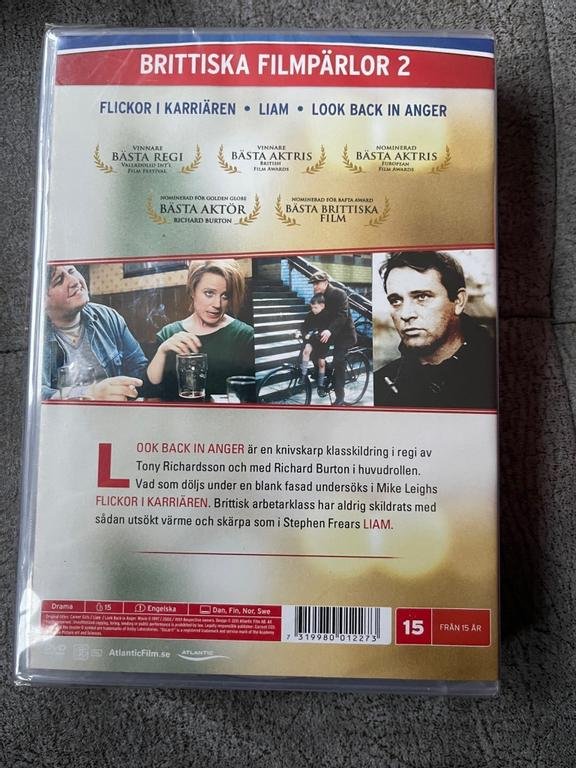 BRITTISKA FILMPÄRLOR 2
FLICKOR I KARRIÄREN • LIAM • LOOK BACK IN ANGER
VINNARE
BÄSTA REGI
VALLADOLID INT'L
FILM FESTIVAL
VINNARE
BÄSTA AKTRIS
BRITISH
FILM AWARDS
NOMINERAD
BÄSTA AKTRIS
EUROPEAN
FILM AWARDS
NOMINERAD FÖR GOLDEN GLOBE
BÄSTA AKTÖR
RICHARD BURTON
NOMINERAD FÖR BAFTA AWARD
BÄSTA BRITTISKA
FILM
LOOK BACK IN ANGER är en knivskarp klasskildring i regi av
Tony Richardsson och med Richard Burton i huvudrollen.
Vad som döljs under en blank fasad undersöks i Mike Leighs
FLICKOR I KARRIÄREN. Brittisk arbetarklass har aldrig skildrats med
sådan utsökt värme och skärpa som i Stephen Frears LIAM.
Drama 15 Engelska Dan, Fin, Nor, Swe
7 319980 012273
15 FRÅN 15 ÅR
DVD AtlanticFilm.se ATLANTIC